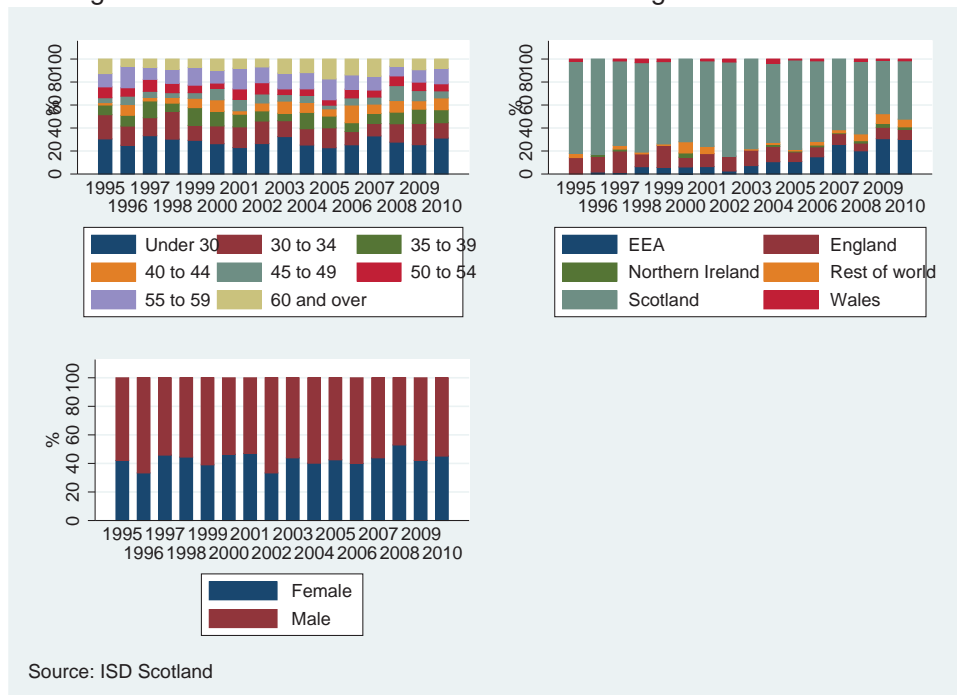 %
0 20 40 60 80 100
1995 1997 1999 2001 2003 2005 2007 2009
1996 1998 2000 2002 2004 2006 2008 2010
Under 30 30 to 34 35 to 39
40 to 44 45 to 49 50 to 54
55 to 59 60 and over
%
0 20 40 60 80 100
1995 1997 1999 2001 2003 2005 2007 2009
1996 1998 2000 2002 2004 2006 2008 2010
EEA England
Northern Ireland Rest of world
Scotland Wales
%
0 20 40 60 80 100
1995 1997 1999 2001 2003 2005 2007 2009
1996 1998 2000 2002 2004 2006 2008 2010
Female
Male
Source: ISD Scotland